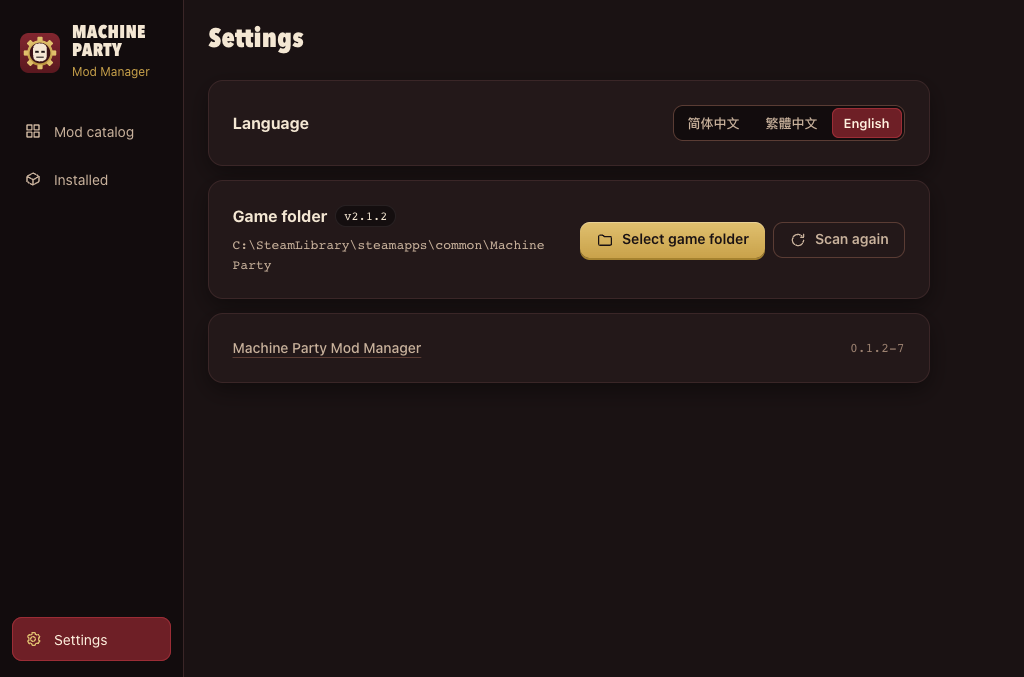 MACHINE
PARTY
Mod Manager
Mod catalog
Installed
Settings
Settings
Language
简体中文
繁體中文
English
Game folder
v2.1.2
C:\SteamLibrary\steamapps\common\Machine
Party
Select game folder
Scan again
Machine Party Mod Manager
0.1.2-7